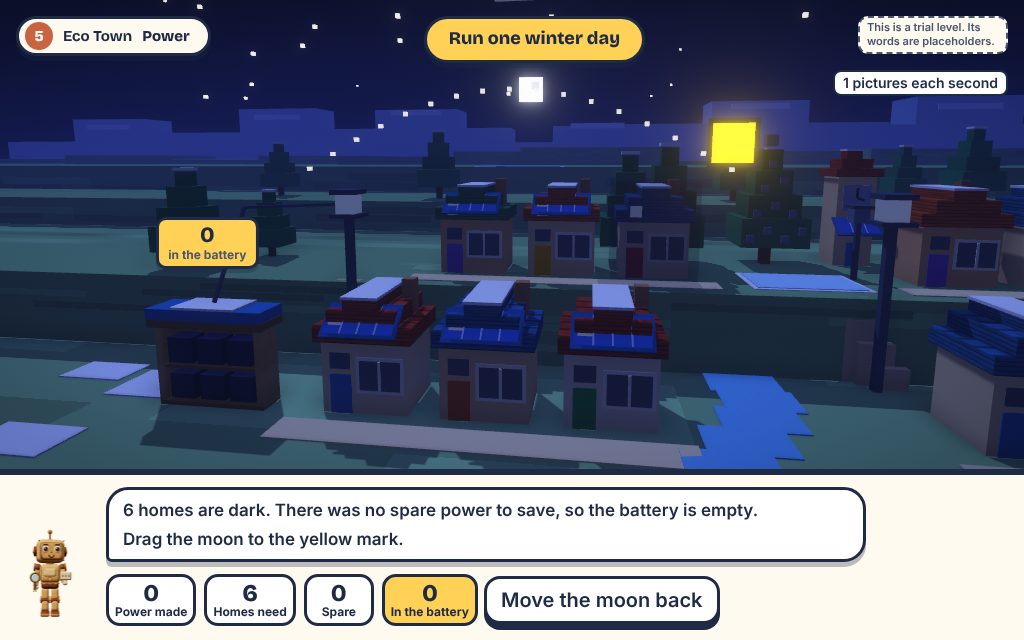 5 Eco Town Power
Run one winter day
This is a trial level. Its
words are placeholders.
1 pictures each second
0
in the battery
6 homes are dark. There was no spare power to save, so the battery is empty.
Drag the moon to the yellow mark.
0
Power made
6
Homes need
0
Spare
0
In the battery
Move the moon back